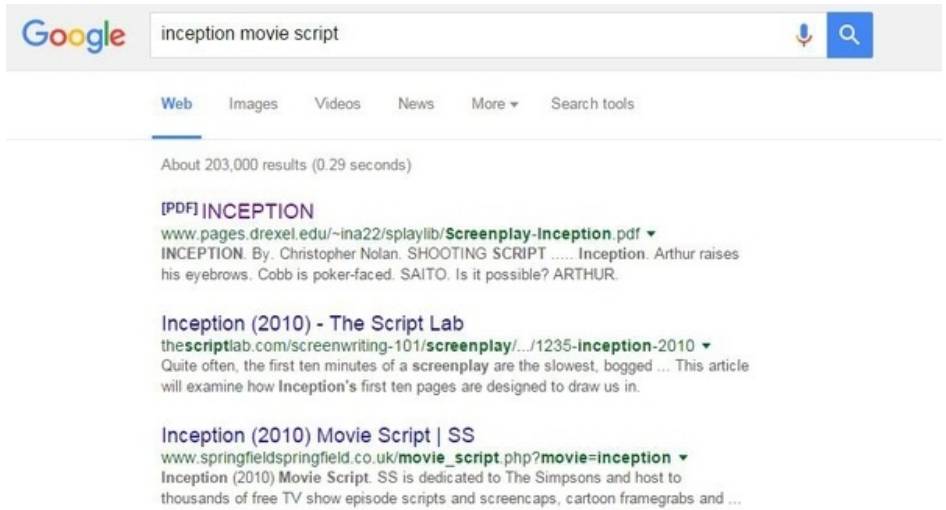 Google inception movie script
Web Images Videos News More ▾ Search tools
About 203,000 results (0.29 seconds)
[PDF] INCEPTION
www.pages.drexel.edu/~ina22/splaylib/Screenplay-Inception.pdf ▾
INCEPTION. By. Christopher Nolan. SHOOTING SCRIPT ..... Inception. Arthur raises
his eyebrows. Cobb is poker-faced. SAITO. Is it possible? ARTHUR.
Inception (2010) - The Script Lab
thescriptlab.com/screenwriting-101/screenplay/.../1235-inception-2010 ▾
Quite often, the first ten minutes of a screenplay are the slowest, bogged ... This article
will examine how Inception's first ten pages are designed to draw us in.
Inception (2010) Movie Script | SS
www.springfieldspringfield.co.uk/movie_script.php?movie=inception ▾
Inception (2010) Movie Script. SS is dedicated to The Simpsons and host to
thousands of free TV show episode scripts and screencaps, cartoon framegrabs and ...